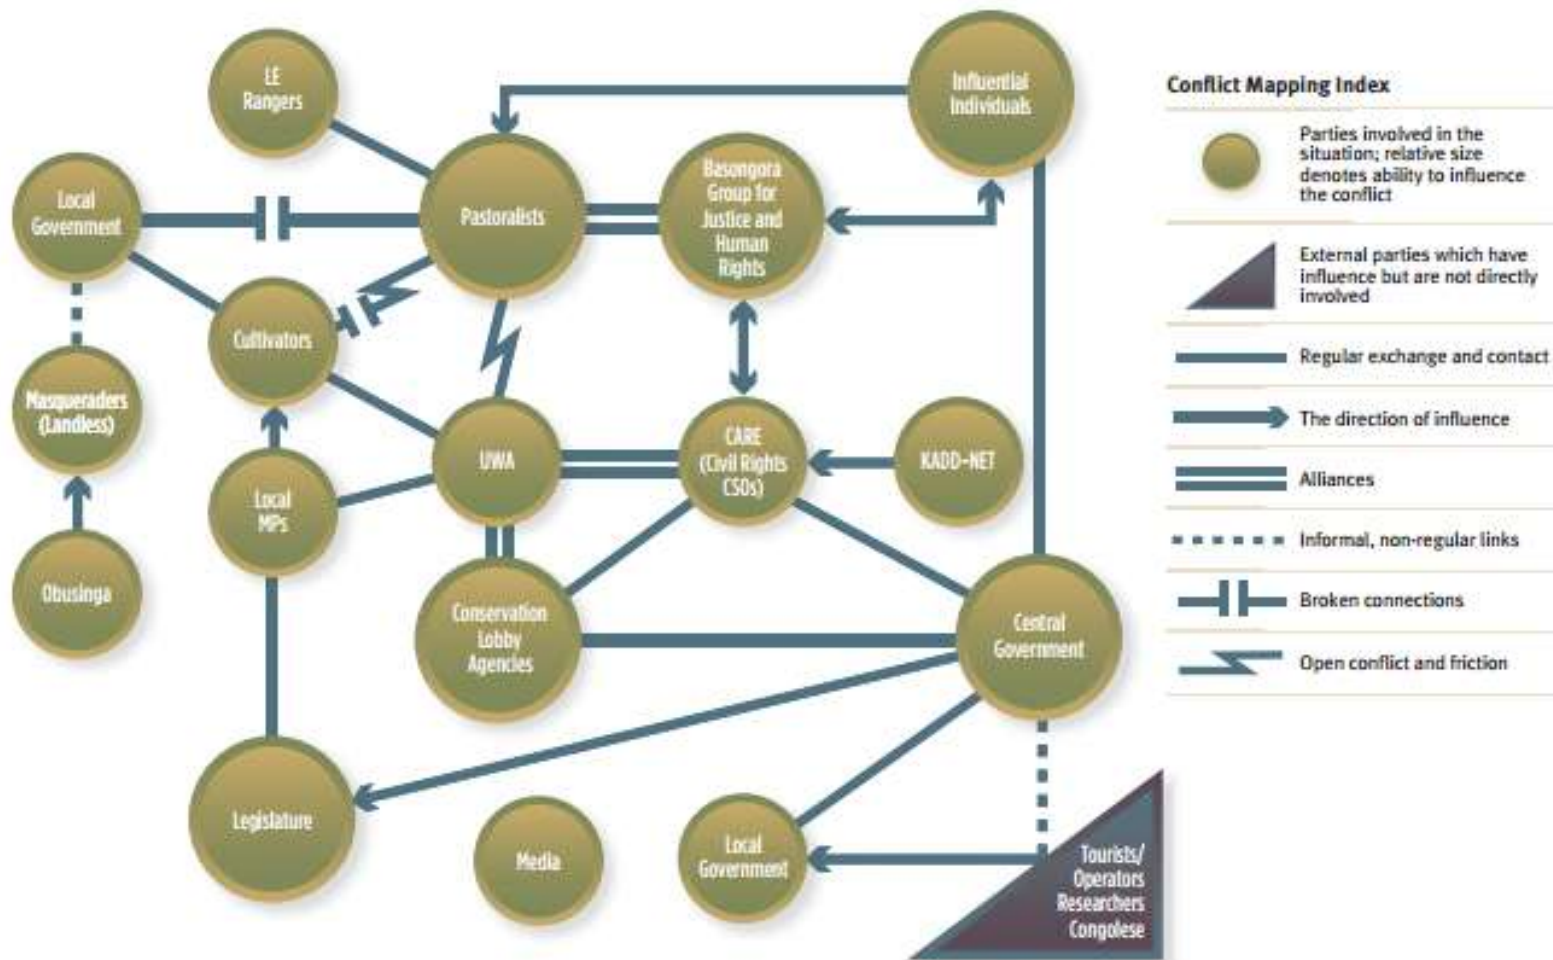 LE
Rangers
Influential
Individuals
Local
Government
Pastoralists
Basongora
Group for
Justice and
Human
Rights
Cultivators
Masqueraders
(Landless)
UWA
CARE
(Civil Rights
CSOs)
KADD-NET
Local
MPs
Obusinga
Conservation
Lobby
Agencies
Central
Government
Legislature
Media
Local
Government
Tourists/
Operators
Researchers
Congolese
Conflict Mapping Index
Parties involved in the
situation; relative size
denotes ability to influence
the conflict
External parties which have
influence but are not directly
involved
Regular exchange and contact
The direction of influence
Alliances
Informal, non-regular links
Broken connections
Open conflict and friction